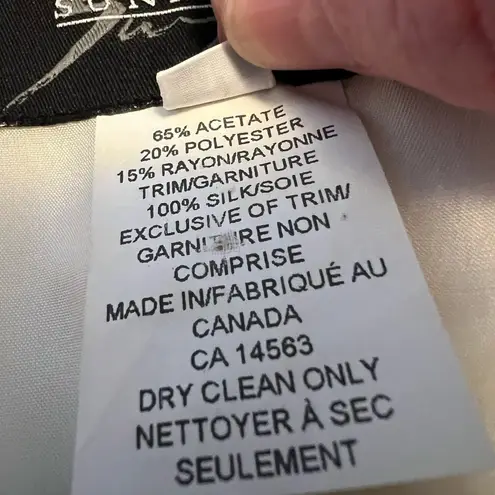 65% ACETATE
20% POLYESTER
15% RAYON/RAYONNE
TRIM/GARNITURE
100% SILK/SOIE
EXCLUSIVE OF TRIM/
GARNITURE NON
COMPRISE
MADE IN/FABRIQUÉ AU
CANADA
CA 14563
DRY CLEAN ONLY
NETTOYER À SEC
SEULEMENT